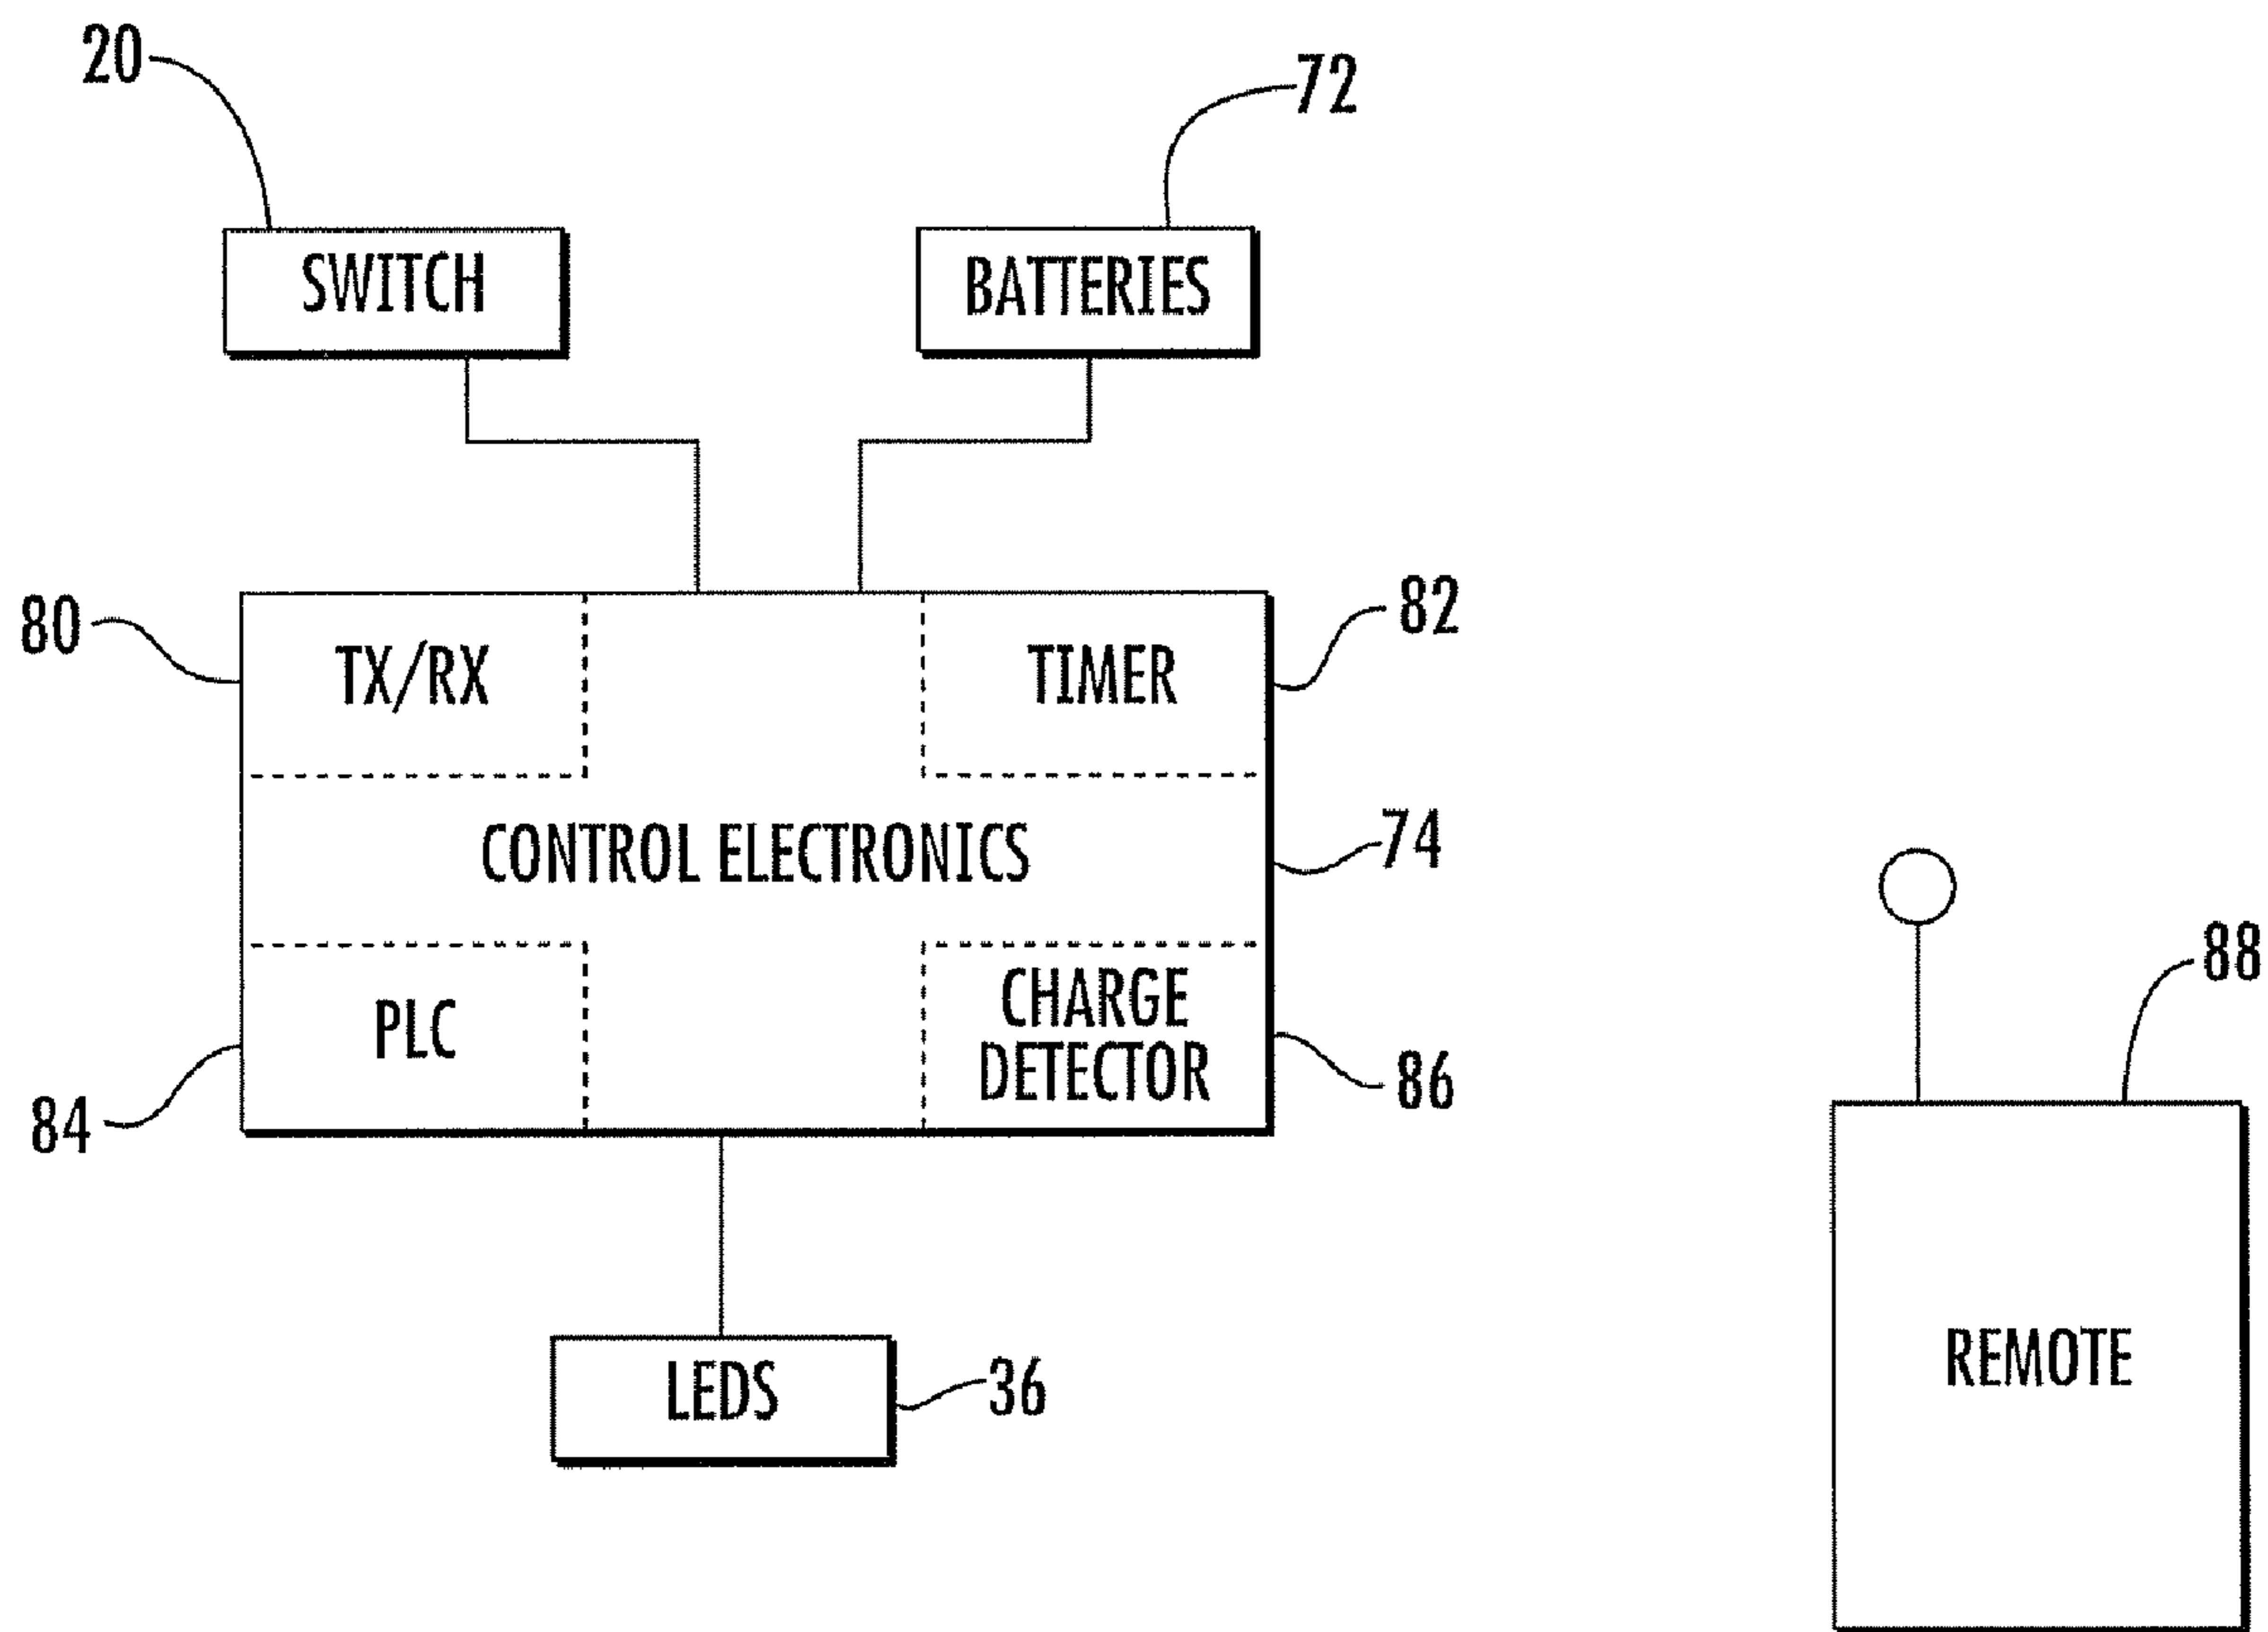 20
72
SWITCH
BATTERIES
80
TX/RX
TIMER
82
CONTROL ELECTRONICS
74
84
PLC
CHARGE
DETECTOR
86
88
LEDS
36
REMOTE